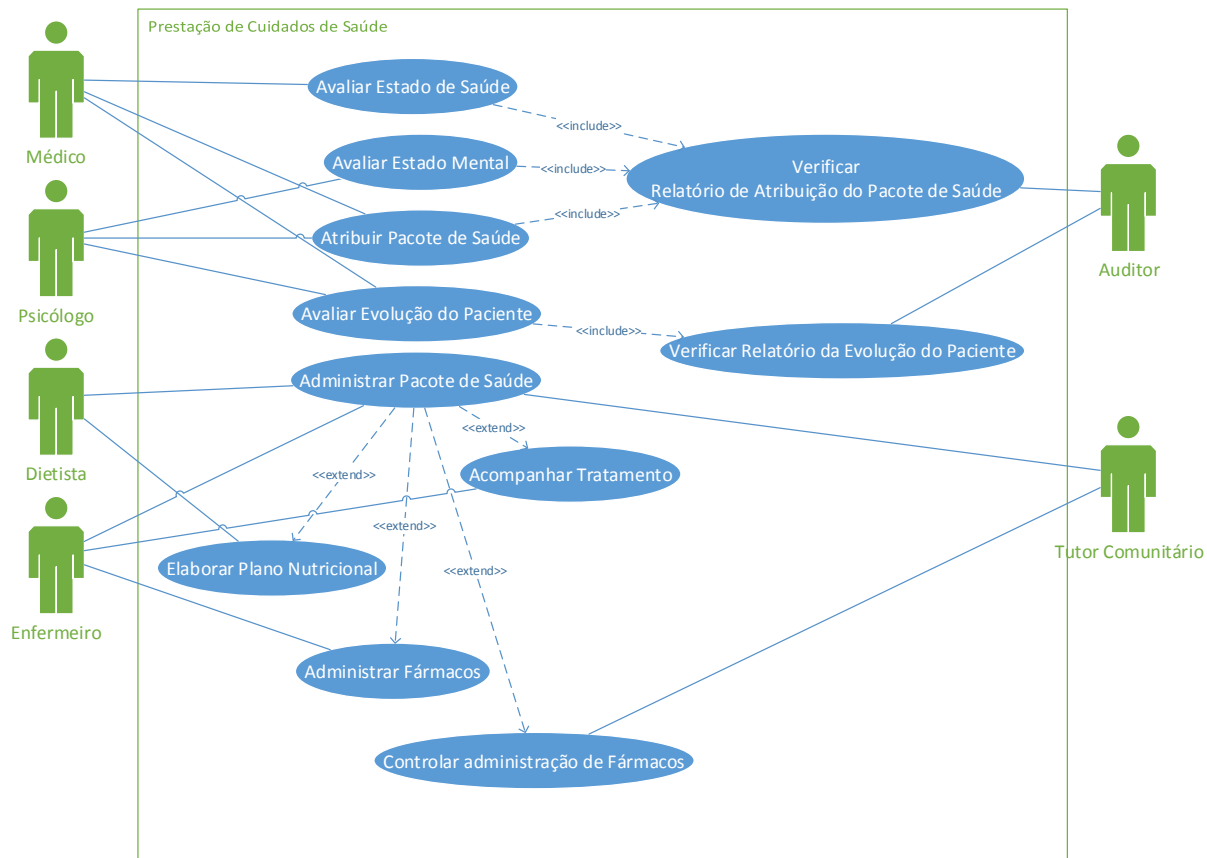 Prestação de Cuidados de Saúde
Médico
Psicólogo
Dietista
Enfermeiro
Avaliar Estado de Saúde
<<include>>
Avaliar Estado Mental
<<include>>
Verificar
Relatório de Atribuição do Pacote de Saúde
<<include>>
Atribuir Pacote de Saúde
Auditor
Avaliar Evolução do Paciente
<<include>>
Verificar Relatório da Evolução do Paciente
Administrar Pacote de Saúde
<<extend>>
Acompanhar Tratamento
<<extend>>
<<extend>>
<<extend>>
Tutor Comunitário
Elaborar Plano Nutricional
Administrar Fármacos
Controlar administração de Fármacos